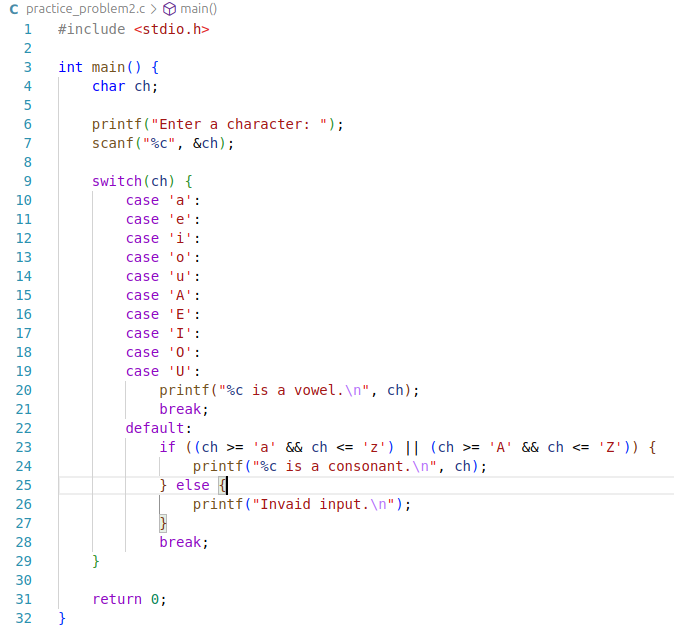 C practice_problem2.c > main()
1 #include <stdio.h>
2
3 int main() {
4     char ch;
5
6     printf("Enter a character: ");
7     scanf("%c", &ch);
8
9     switch(ch) {
10         case 'a':
11         case 'e':
12         case 'i':
13         case 'o':
14         case 'u':
15         case 'A':
16         case 'E':
17         case 'I':
18         case 'O':
19         case 'U':
20             printf("%c is a vowel.\n", ch);
21             break;
22         default:
23             if ((ch >= 'a' && ch <= 'z') || (ch >= 'A' && ch <= 'Z')) {
24                 printf("%c is a consonant.\n", ch);
25             } else {
26                 printf("Invaid input.\n");
27             }
28             break;
29     }
30
31     return 0;
32 }